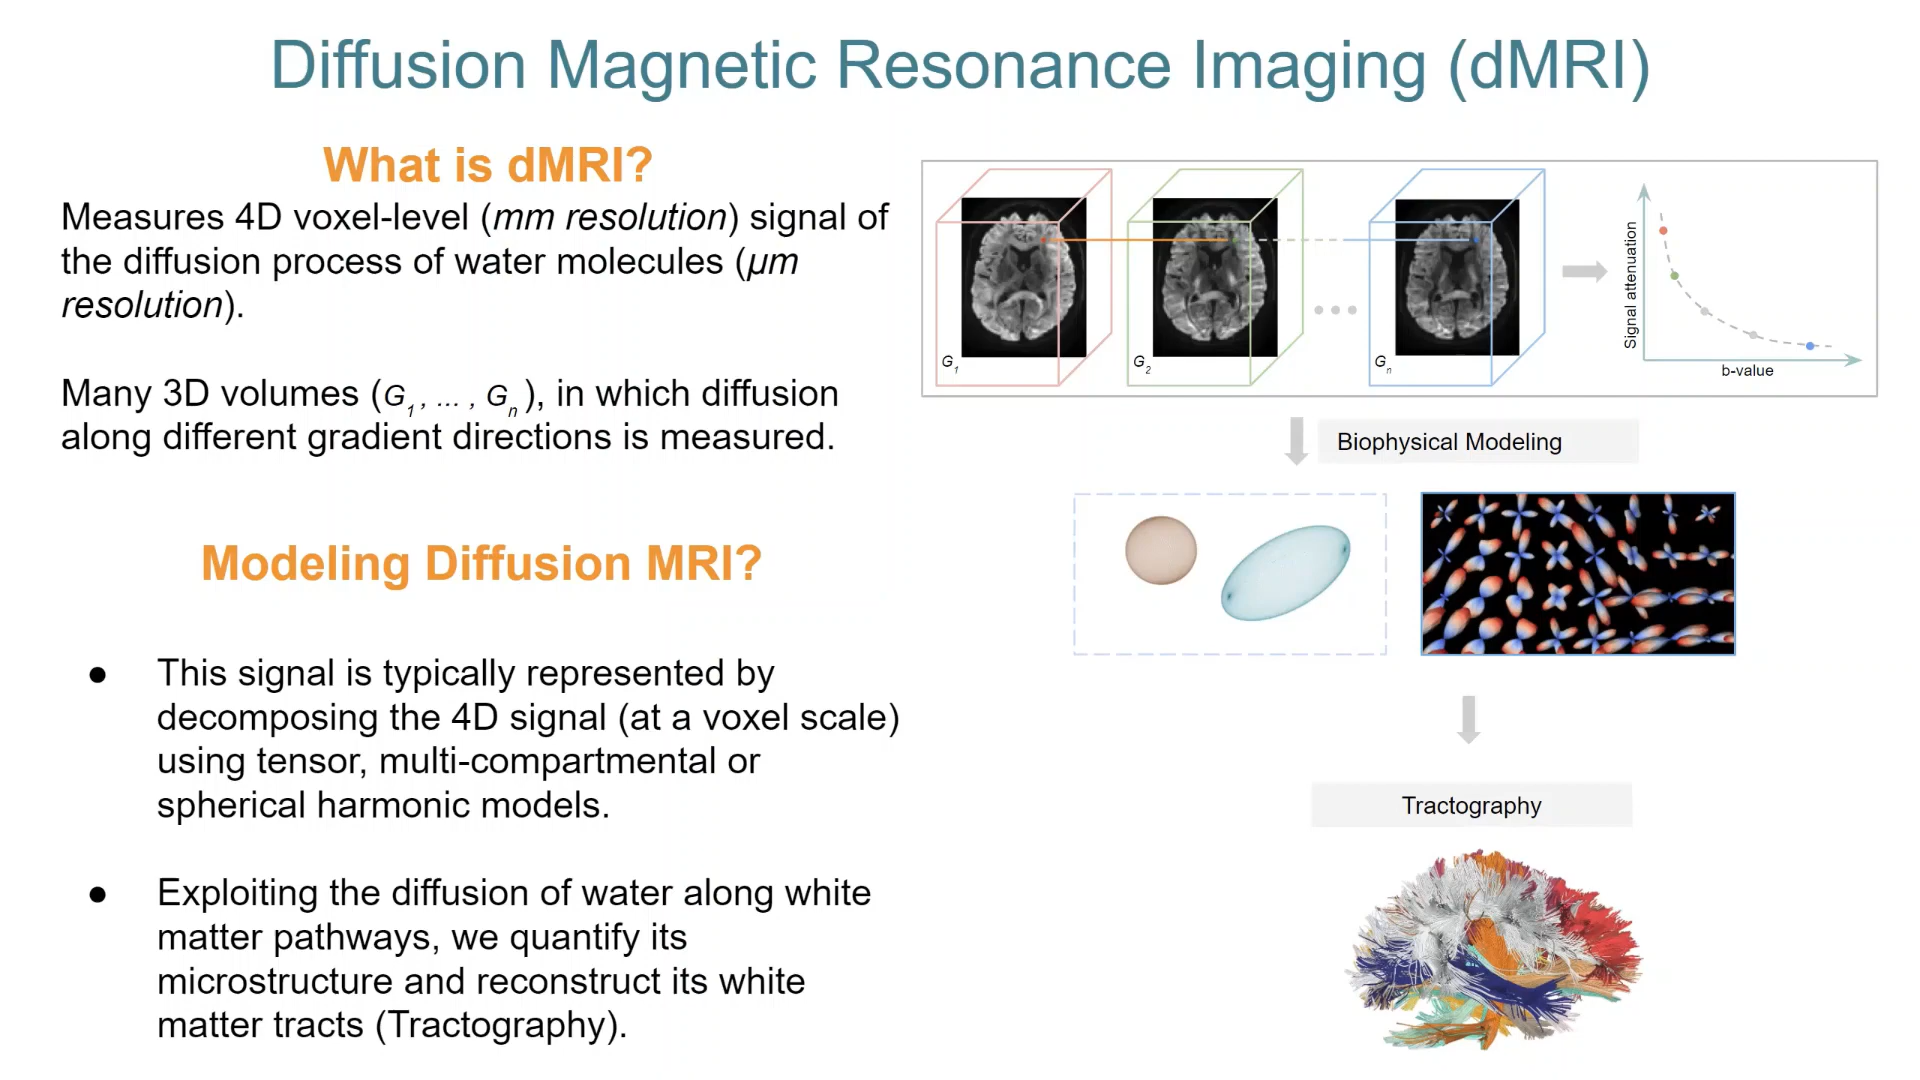 Diffusion Magnetic Resonance Imaging (dMRI)
What is dMRI?
Measures 4D voxel-level (mm resolution) signal of
the diffusion process of water molecules (μm
resolution).
Many 3D volumes (G1, ... , Gn), in which diffusion
along different gradient directions is measured.
Modeling Diffusion MRI?
● This signal is typically represented by
decomposing the 4D signal (at a voxel scale)
using tensor, multi-compartmental or
spherical harmonic models.
● Exploiting the diffusion of water along white
matter pathways, we quantify its
microstructure and reconstruct its white
matter tracts (Tractography).
G1
G2
Gn
Signal attenuation
b-value
Biophysical Modeling
Tractography